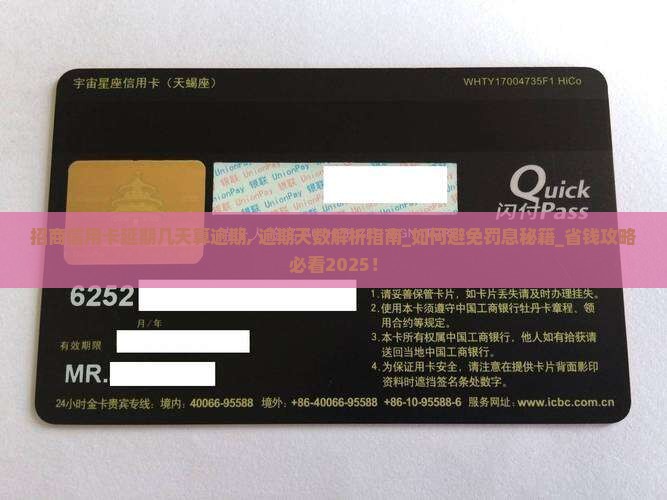 宇宙星座信用卡（天蝎座）
WHTY17004735F1 HiCo
银联 UnionPay 银联 UnionPay
Quick
闪付Pass
招商信用卡逾期几天算逾期，逾期天数解析指南_如何避免罚息秘籍_省钱攻略
必看2025！
6252
月/年
有效期限
MR.
1.请妥善保管卡片，如卡片丢失请及时办理挂失。
2.使用本卡须遵守中国工商银行牡丹卡章程、领
用合约等规定。
3.本卡所有权属中国工商银行，他人如有拾获请
送回当地中国工商银行。
4.为保证用卡安全，请注意在提供卡片背面影印
资料时遮挡签名条处数字。
24小时金卡贵宾专线：境内：40066-95588 境外：+86-40066-95588 +86-10-95588-6 服务网址：www.icbc.com.cn